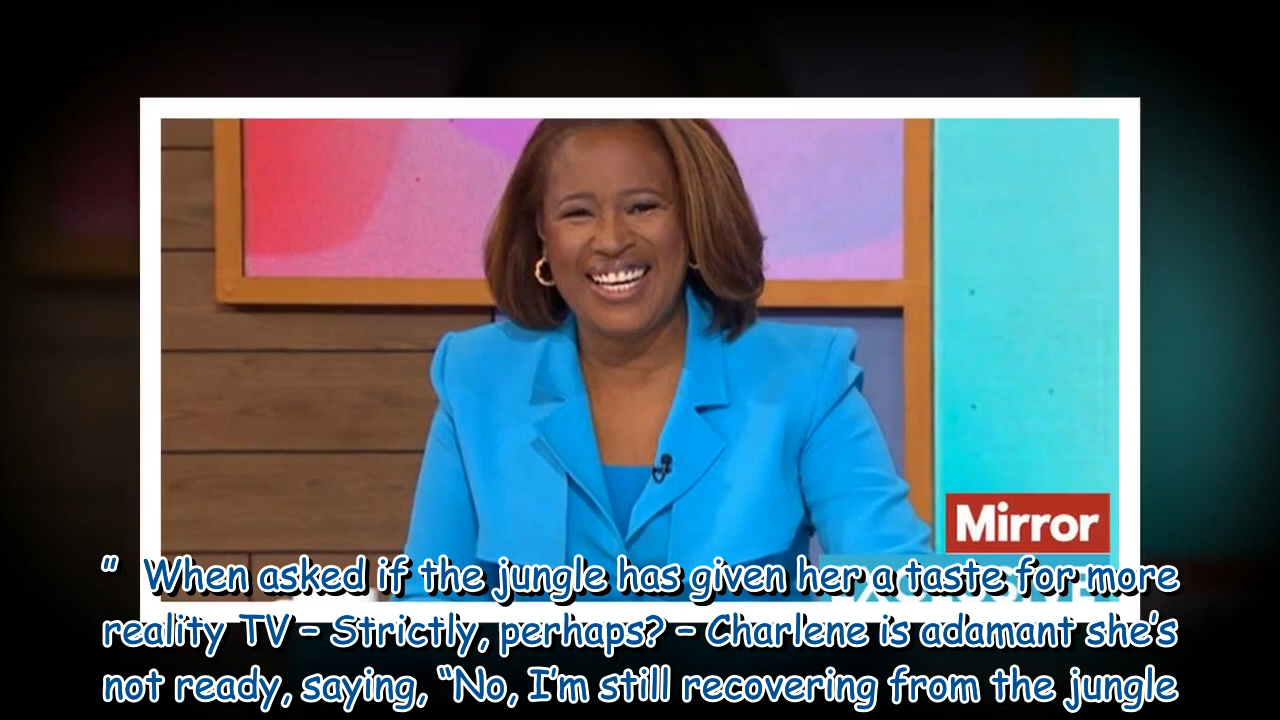 Mirror
” When asked if the jungle has given her a taste for more
reality TV – Strictly, perhaps? – Charlene is adamant she’s
not ready, saying, “No, I’m still recovering from the jungle